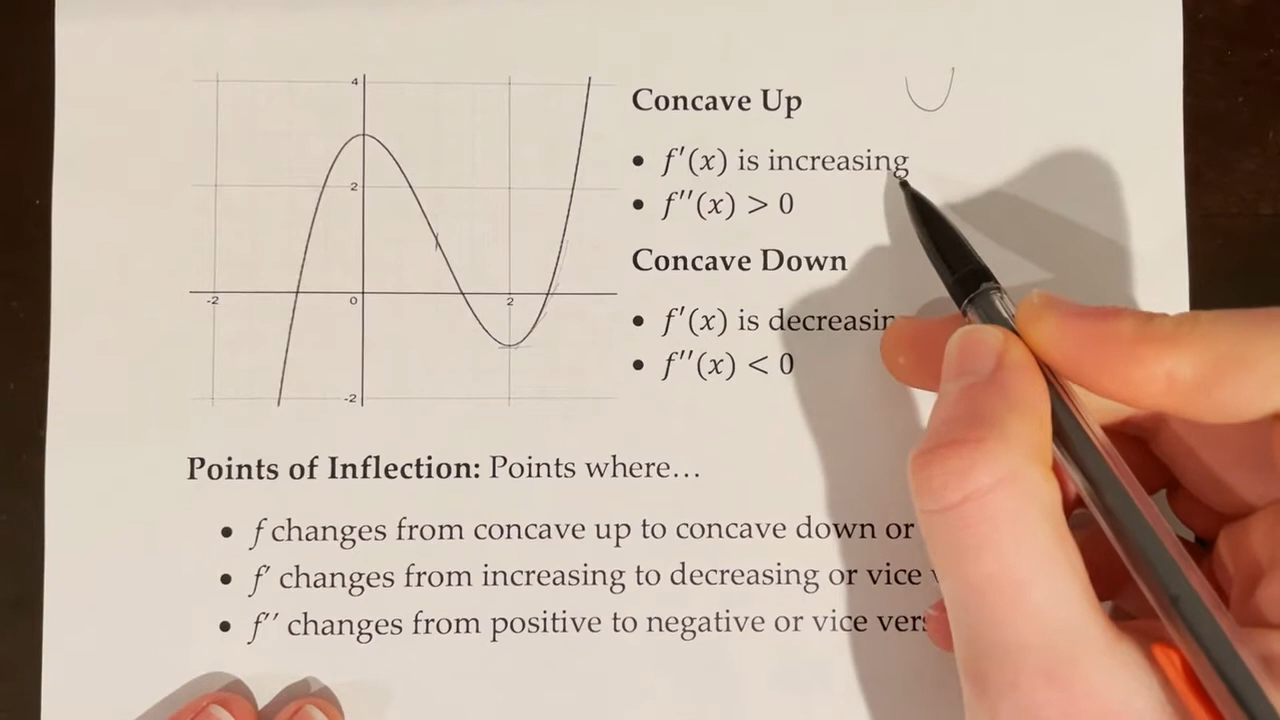 4
2
-2
0
2
-2
Concave Up
• f′(x) is increasing
• f′′(x) > 0
Concave Down
• f′(x) is
• f′′(x) < 0
Points of Inflection: Points where…
• f changes from concave up to concave down or
• f′ changes from increasing to decreasing or vice
• f′′ changes from positive to negative or vice